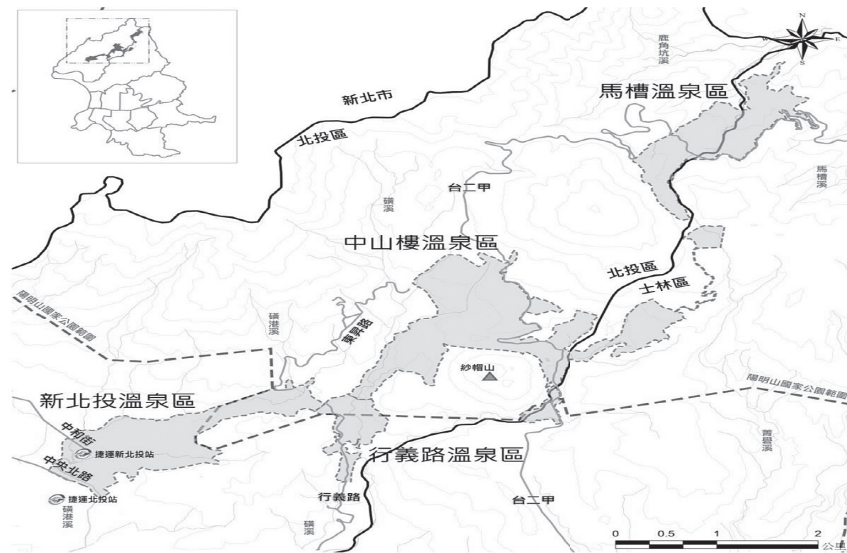 N
W
E
S
鹿角坑溪
馬槽溫泉區
新北市
北投區
馬槽溪
台二甲
磺溪
中山樓溫泉區
北投區
士林區
陽明山國家公園範圍
磺港溪
東昇路
紗帽山
陽明山國家公園範圍
新北投溫泉區
中和街
捷運新北投站
中央北路
捷運北投站
磺港溪
行義路溫泉區
行義路
磺溪
台二甲
菁礐溪
0 0.5 1 2
公里